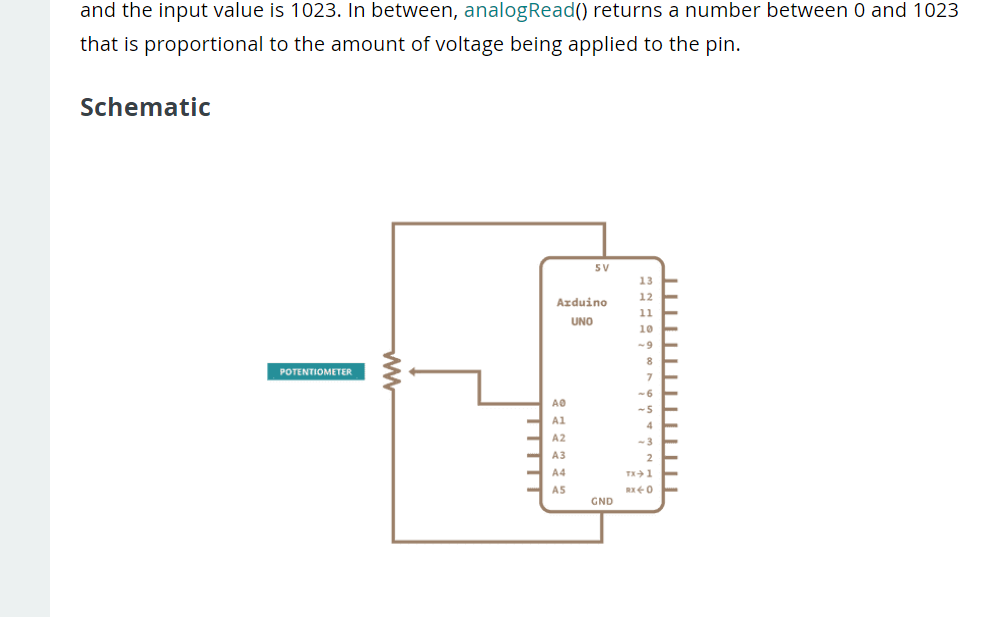 and the input value is 1023. In between, analogRead() returns a number between 0 and 1023
that is proportional to the amount of voltage being applied to the pin.
Schematic
5V
Arduino
UNO
13
12
11
10
~9
8
7
~6
~5
4
~3
2
TX→1
RX←0
POTENTIOMETER
A0
A1
A2
A3
A4
A5
GND